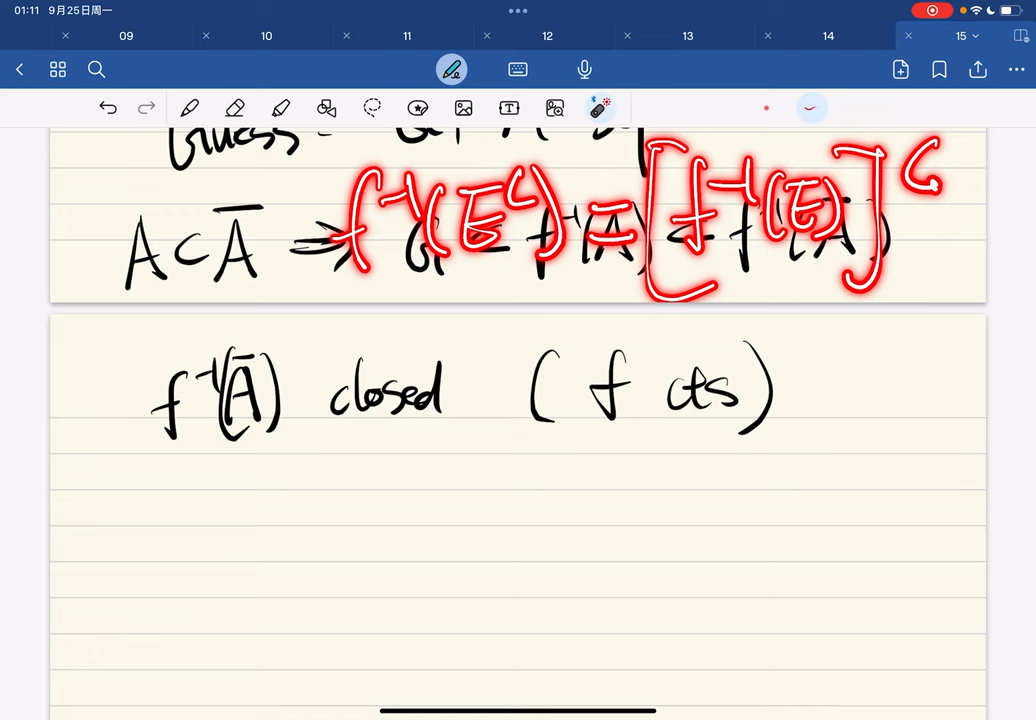 01:11 9月25日周一
09 10 11 12 13 14 15
f⁻¹(Eᶜ) = [f⁻¹(E)]ᶜ
A ⊂ Ā ⇒ G = f⁻¹(A) ⊂ f⁻¹(Ā)
f⁻¹(Ā) closed (f cts)